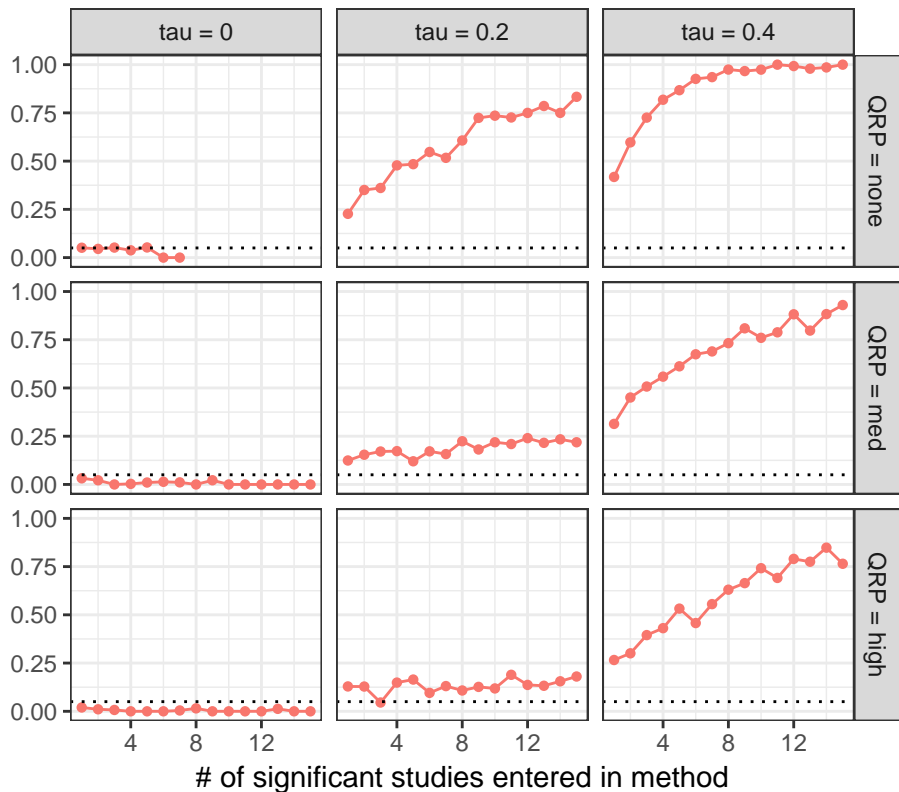 tau = 0
tau = 0.2
tau = 0.4
1.00
0.75
0.50
0.25
0.00
QRP = none
1.00
0.75
0.50
0.25
0.00
QRP = med
1.00
0.75
0.50
0.25
0.00
QRP = high
4 8 12
4 8 12
4 8 12
# of significant studies entered in method